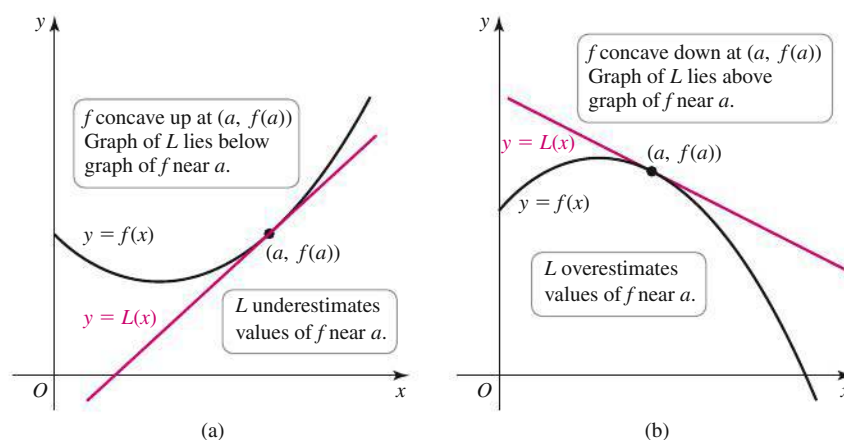 y
f concave up at (a, f(a))
Graph of L lies below
graph of f near a.
y = f(x)
(a, f(a))
y = L(x)
L underestimates
values of f near a.
O
x
(a)
y
f concave down at (a, f(a))
Graph of L lies above
graph of f near a.
y = L(x)
(a, f(a))
y = f(x)
L overestimates
values of f near a.
O
x
(b)